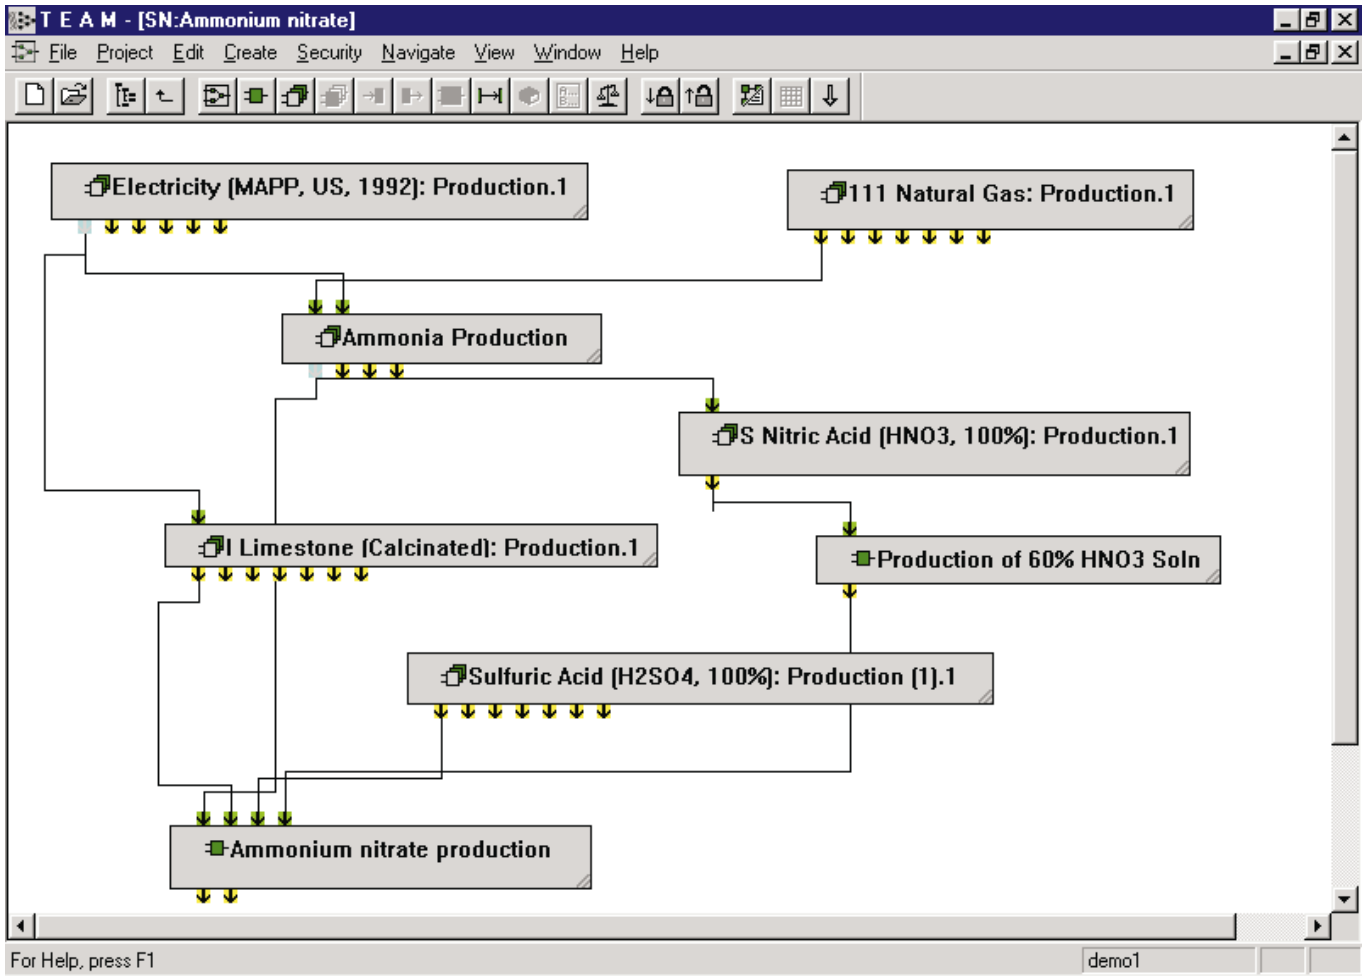 T E A M - [SN:Ammonium nitrate]
File Project Edit Create Security Navigate View Window Help
Electricity (MAPP, US, 1992): Production.1
111 Natural Gas: Production.1
Ammonia Production
S Nitric Acid (HNO3, 100%): Production.1
I Limestone (Calcinated): Production.1
Production of 60% HNO3 Soln
Sulfuric Acid (H2SO4, 100%): Production (1).1
Ammonium nitrate production
For Help, press F1
demo1